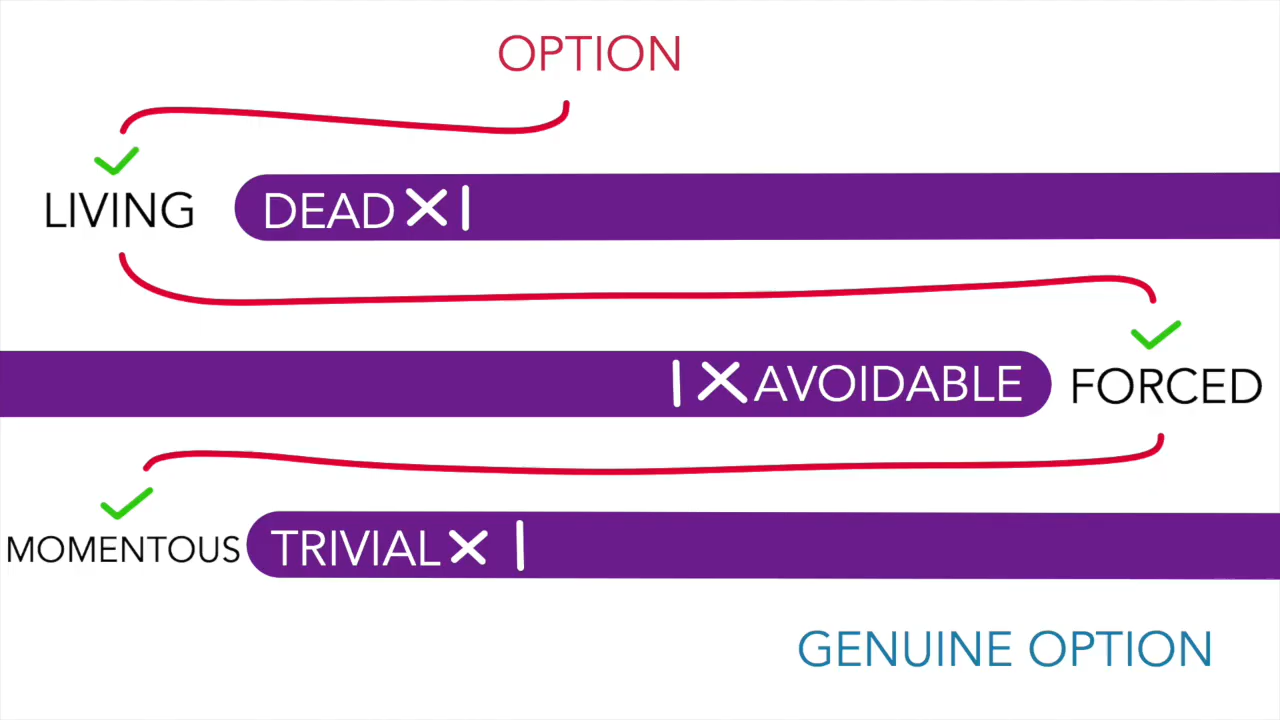 OPTION
LIVING DEAD X |
| X AVOIDABLE FORCED
MOMENTOUS TRIVIAL X |
GENUINE OPTION